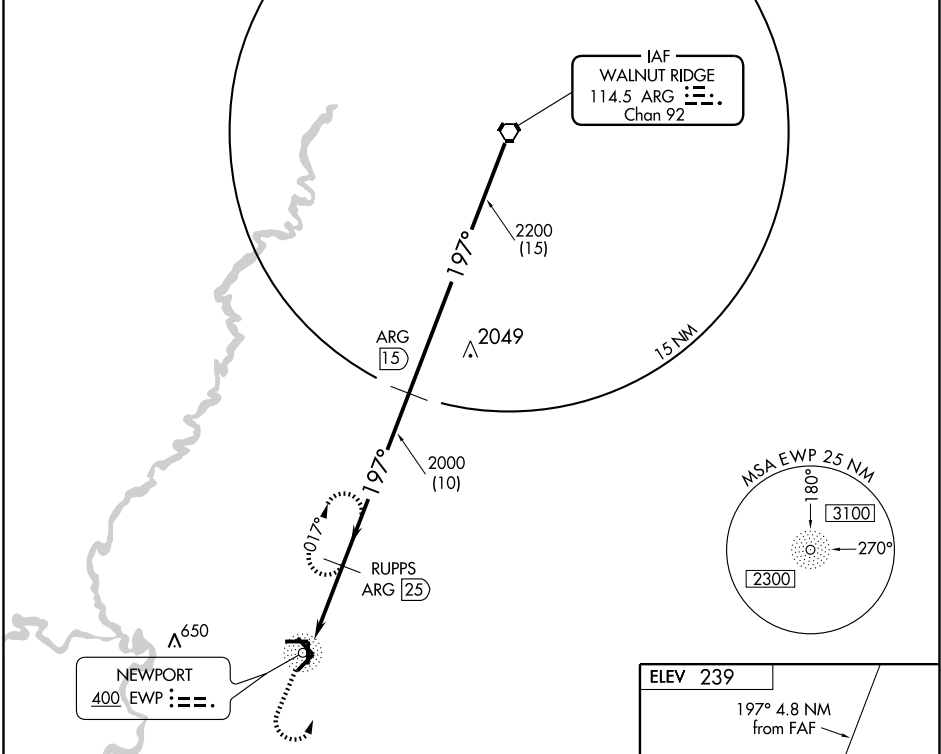 IAF
WALNUT RIDGE
114.5 ARG
Chan 92
2200
(15)
197°
ARG
15
2049
15 NM
197°
2000
(10)
017°
RUPPS
ARG 25
MSA EWP 25 NM
180°
3100
270°
2300
650
NEWPORT
400 EWP
ELEV 239
197° 4.8 NM
from FAF